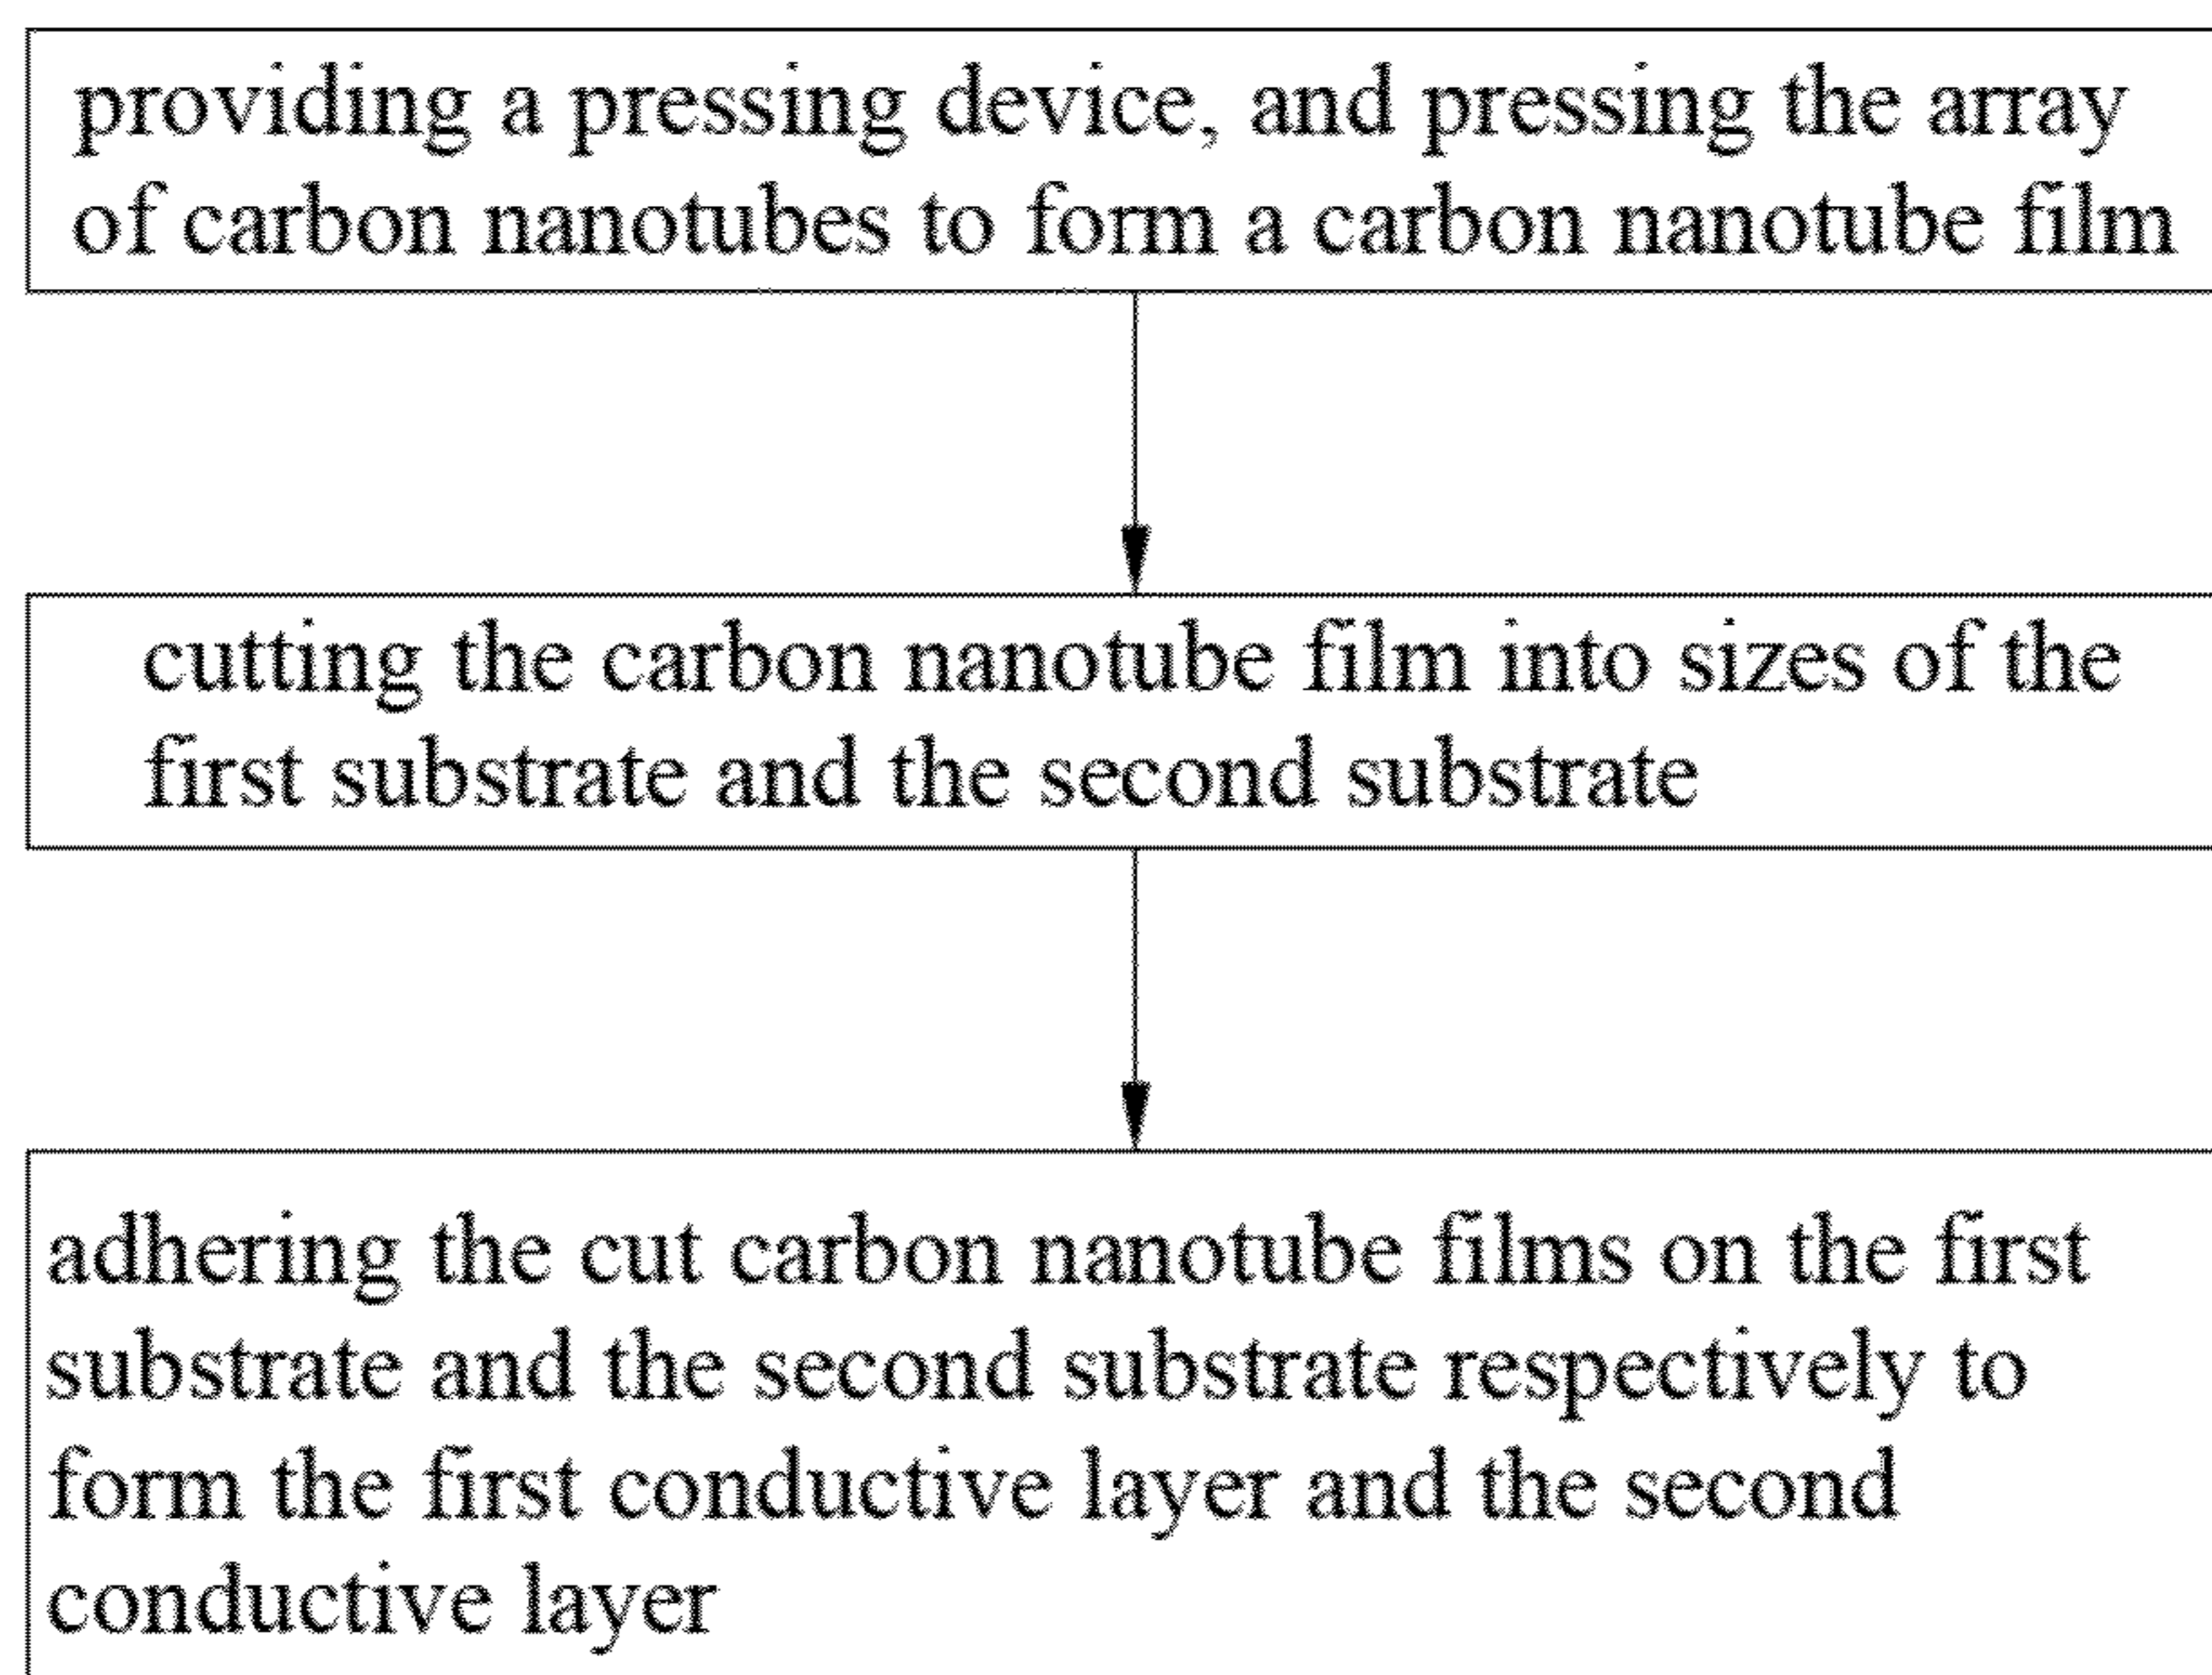 providing a pressing device, and pressing the array
of carbon nanotubes to form a carbon nanotube film
cutting the carbon nanotube film into sizes of the
first substrate and the second substrate
adhering the cut carbon nanotube films on the first
substrate and the second substrate respectively to
form the first conductive layer and the second
conductive layer